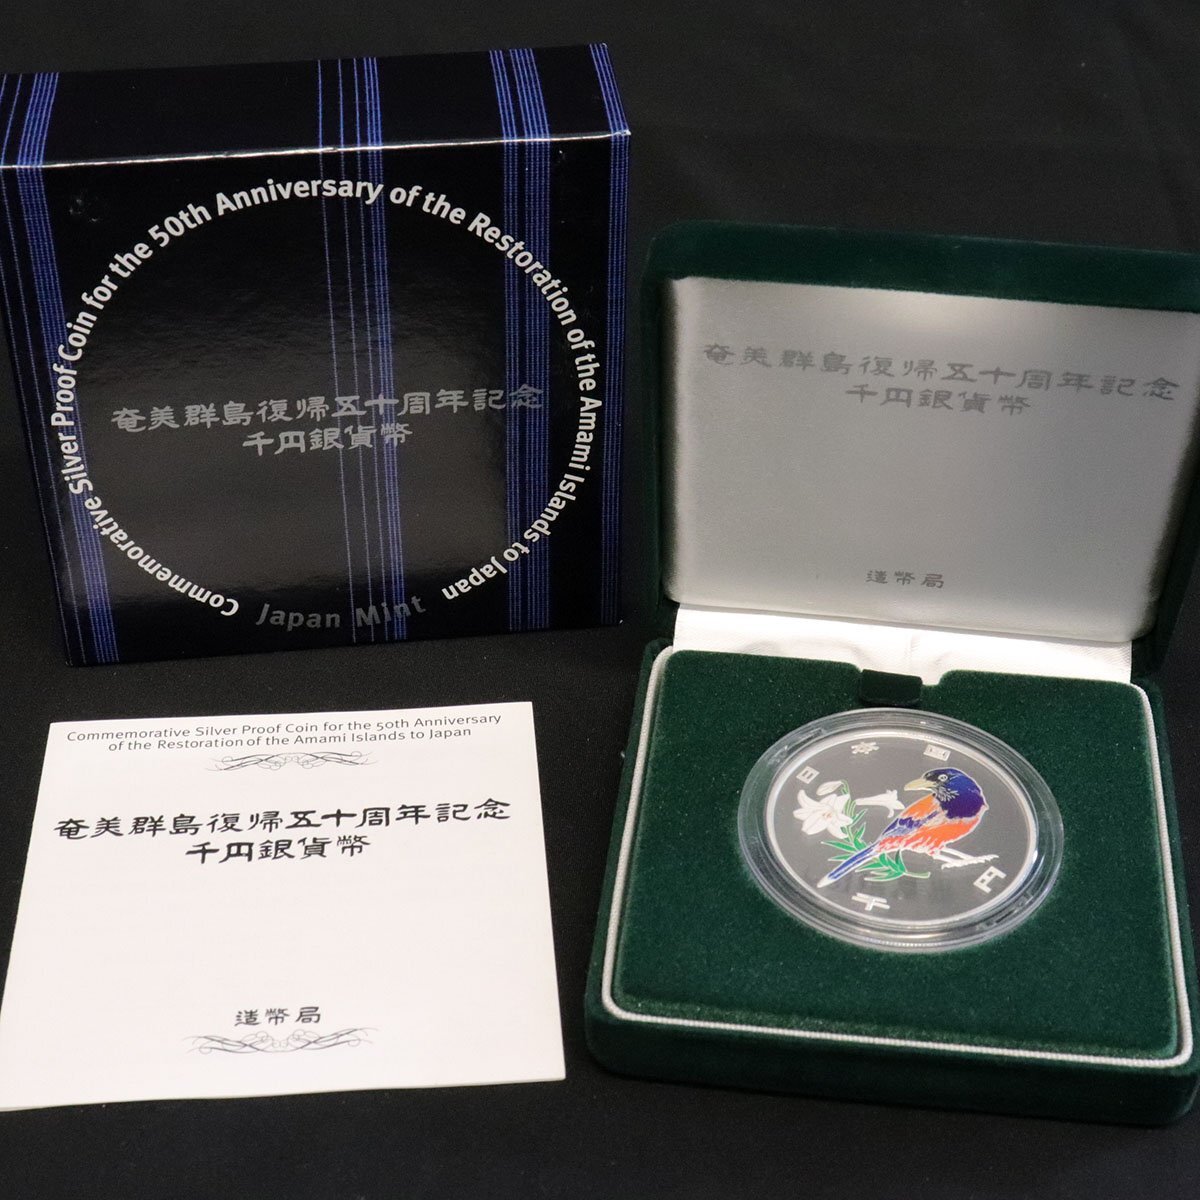 Commemorative Silver Proof Coin for the 50th Anniversary of the Restoration of the Amami Islands to Japan
奄美群島復帰五十周年記念
千円銀貨幣
Japan Mint
奄美群島復帰五十周年記念
千円銀貨幣
造幣局
日本国
千円
Commemorative Silver Proof Coin for the 50th Anniversary
of the Restoration of the Amami Islands to Japan
奄美群島復帰五十周年記念
千円銀貨幣
造幣局